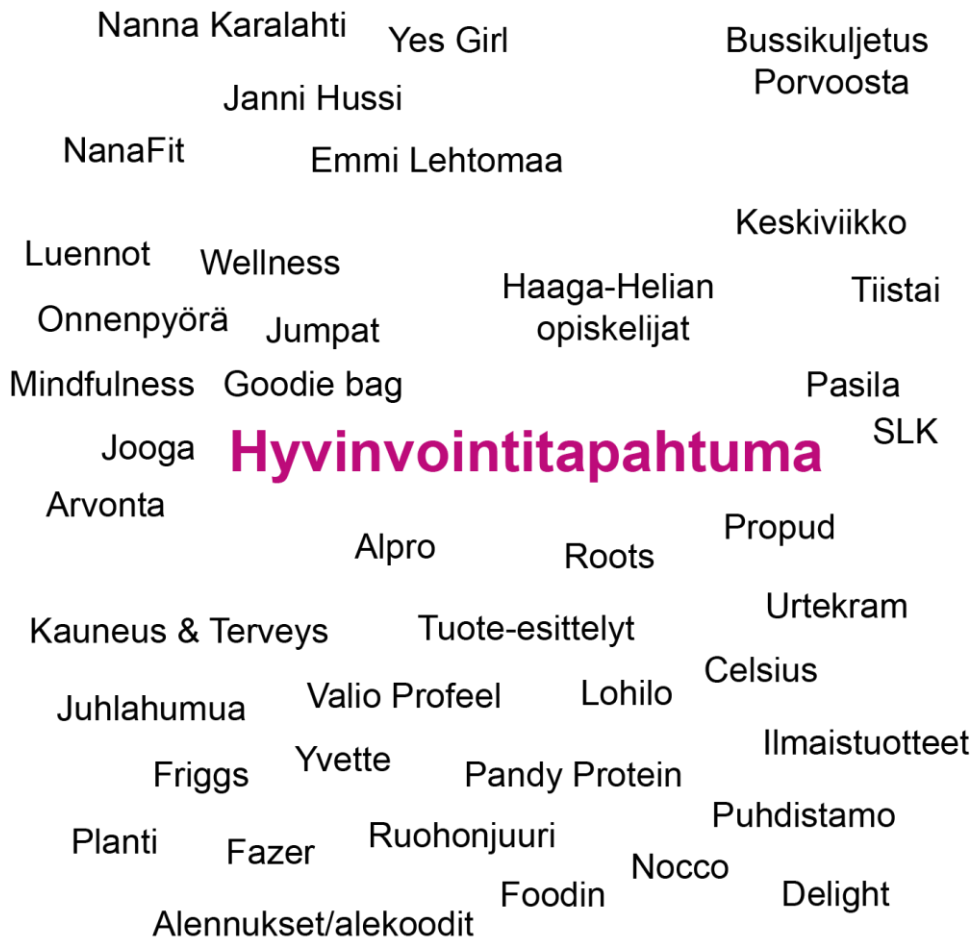 Nanna Karalahti
Yes Girl
Bussikuljetus
Porvoosta
Janni Hussi
NanaFit
Emmi Lehtomaa
Keskiviikko
Luennot
Wellness
Haaga-Helian
opiskelijat
Tiistai
Onnenpyörä
Jumpat
Mindfulness
Goodie bag
Pasila
SLK
Jooga
Hyvinvointitapahtuma
Arvonta
Alpro
Roots
Propud
Urtekram
Kauneus & Terveys
Tuote-esittelyt
Celsius
Juhlahumua
Valio Profeel
Lohilo
Ilmaistuotteet
Friggs
Yvette
Pandy Protein
Puhdistamo
Planti
Fazer
Ruohonjuuri
Nocco
Foodin
Delight
Alennukset/alekoodit